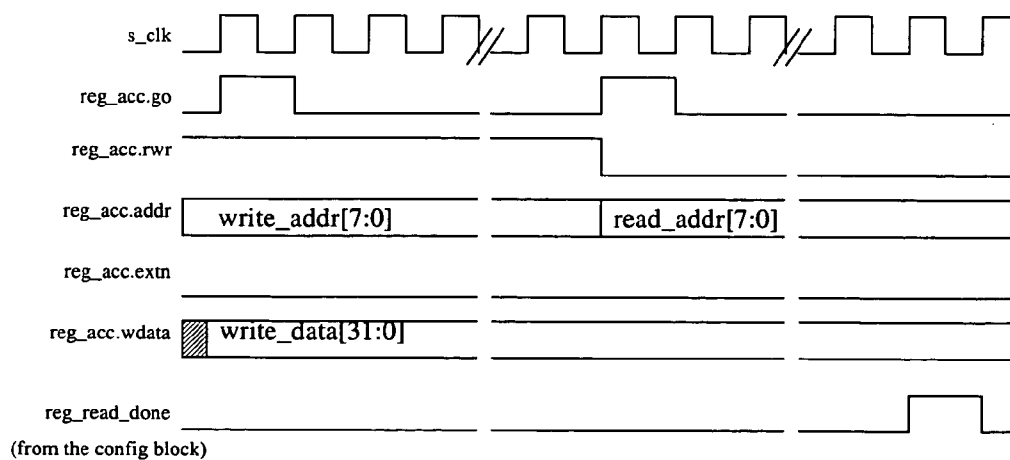 s_clk
reg_acc.go
reg_acc.rwr
reg_acc.addr
write_addr[7:0]
read_addr[7:0]
reg_acc.extn
reg_acc.wdata
write_data[31:0]
reg_read_done
(from the config block)